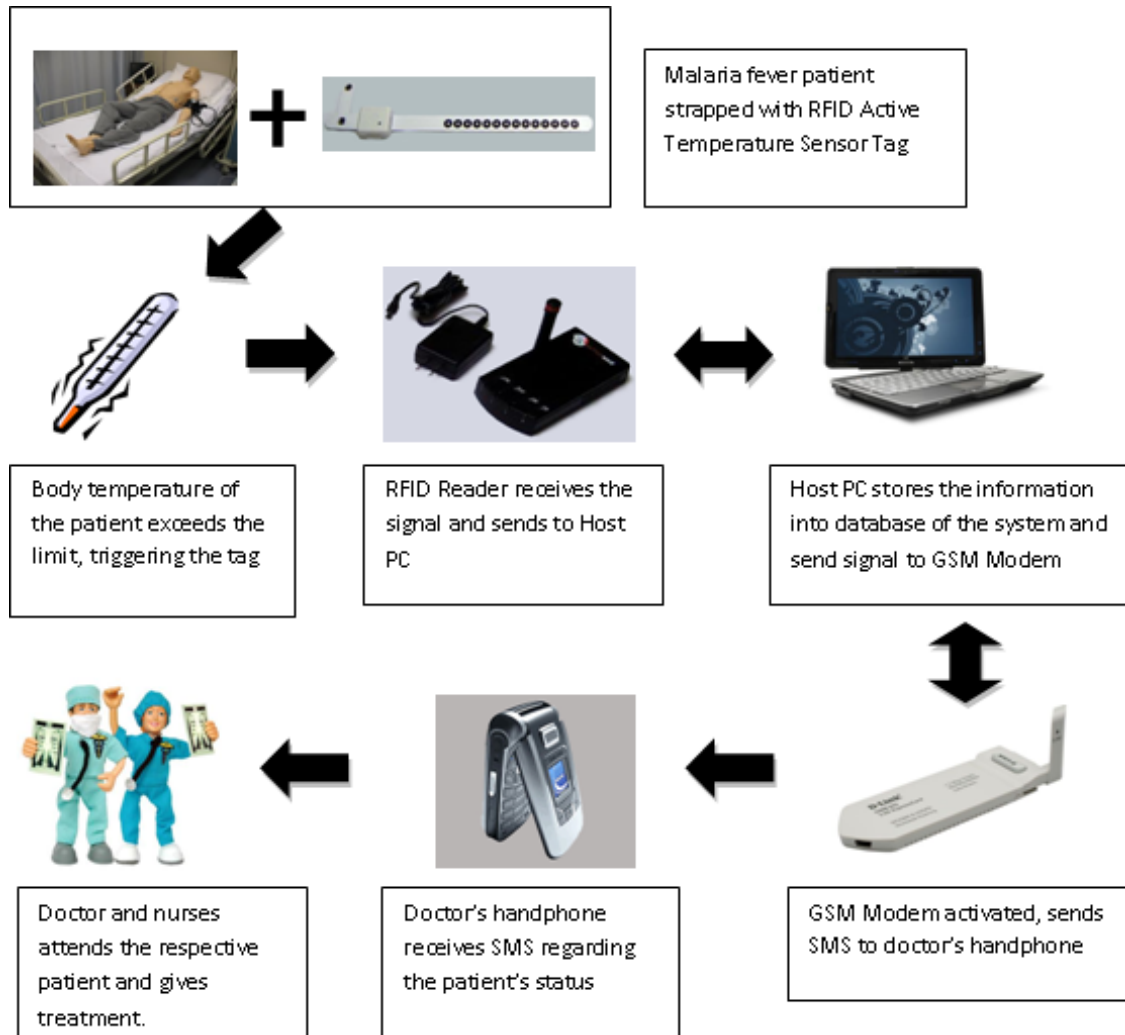 Malaria fever patient
strapped with RFID Active
Temperature Sensor Tag
Body temperature of
the patient exceeds the
limit, triggering the tag
RFID Reader receives the
signal and sends to Host
PC
Host PC stores the information
into database of the system and
send signal to GSM Modem
D-Link
Doctor and nurses
attends the respective
patient and gives
treatment.
Doctor's handphone
receives SMS regarding
the patient's status
GSM Modem activated, sends
SMS to doctor's handphone